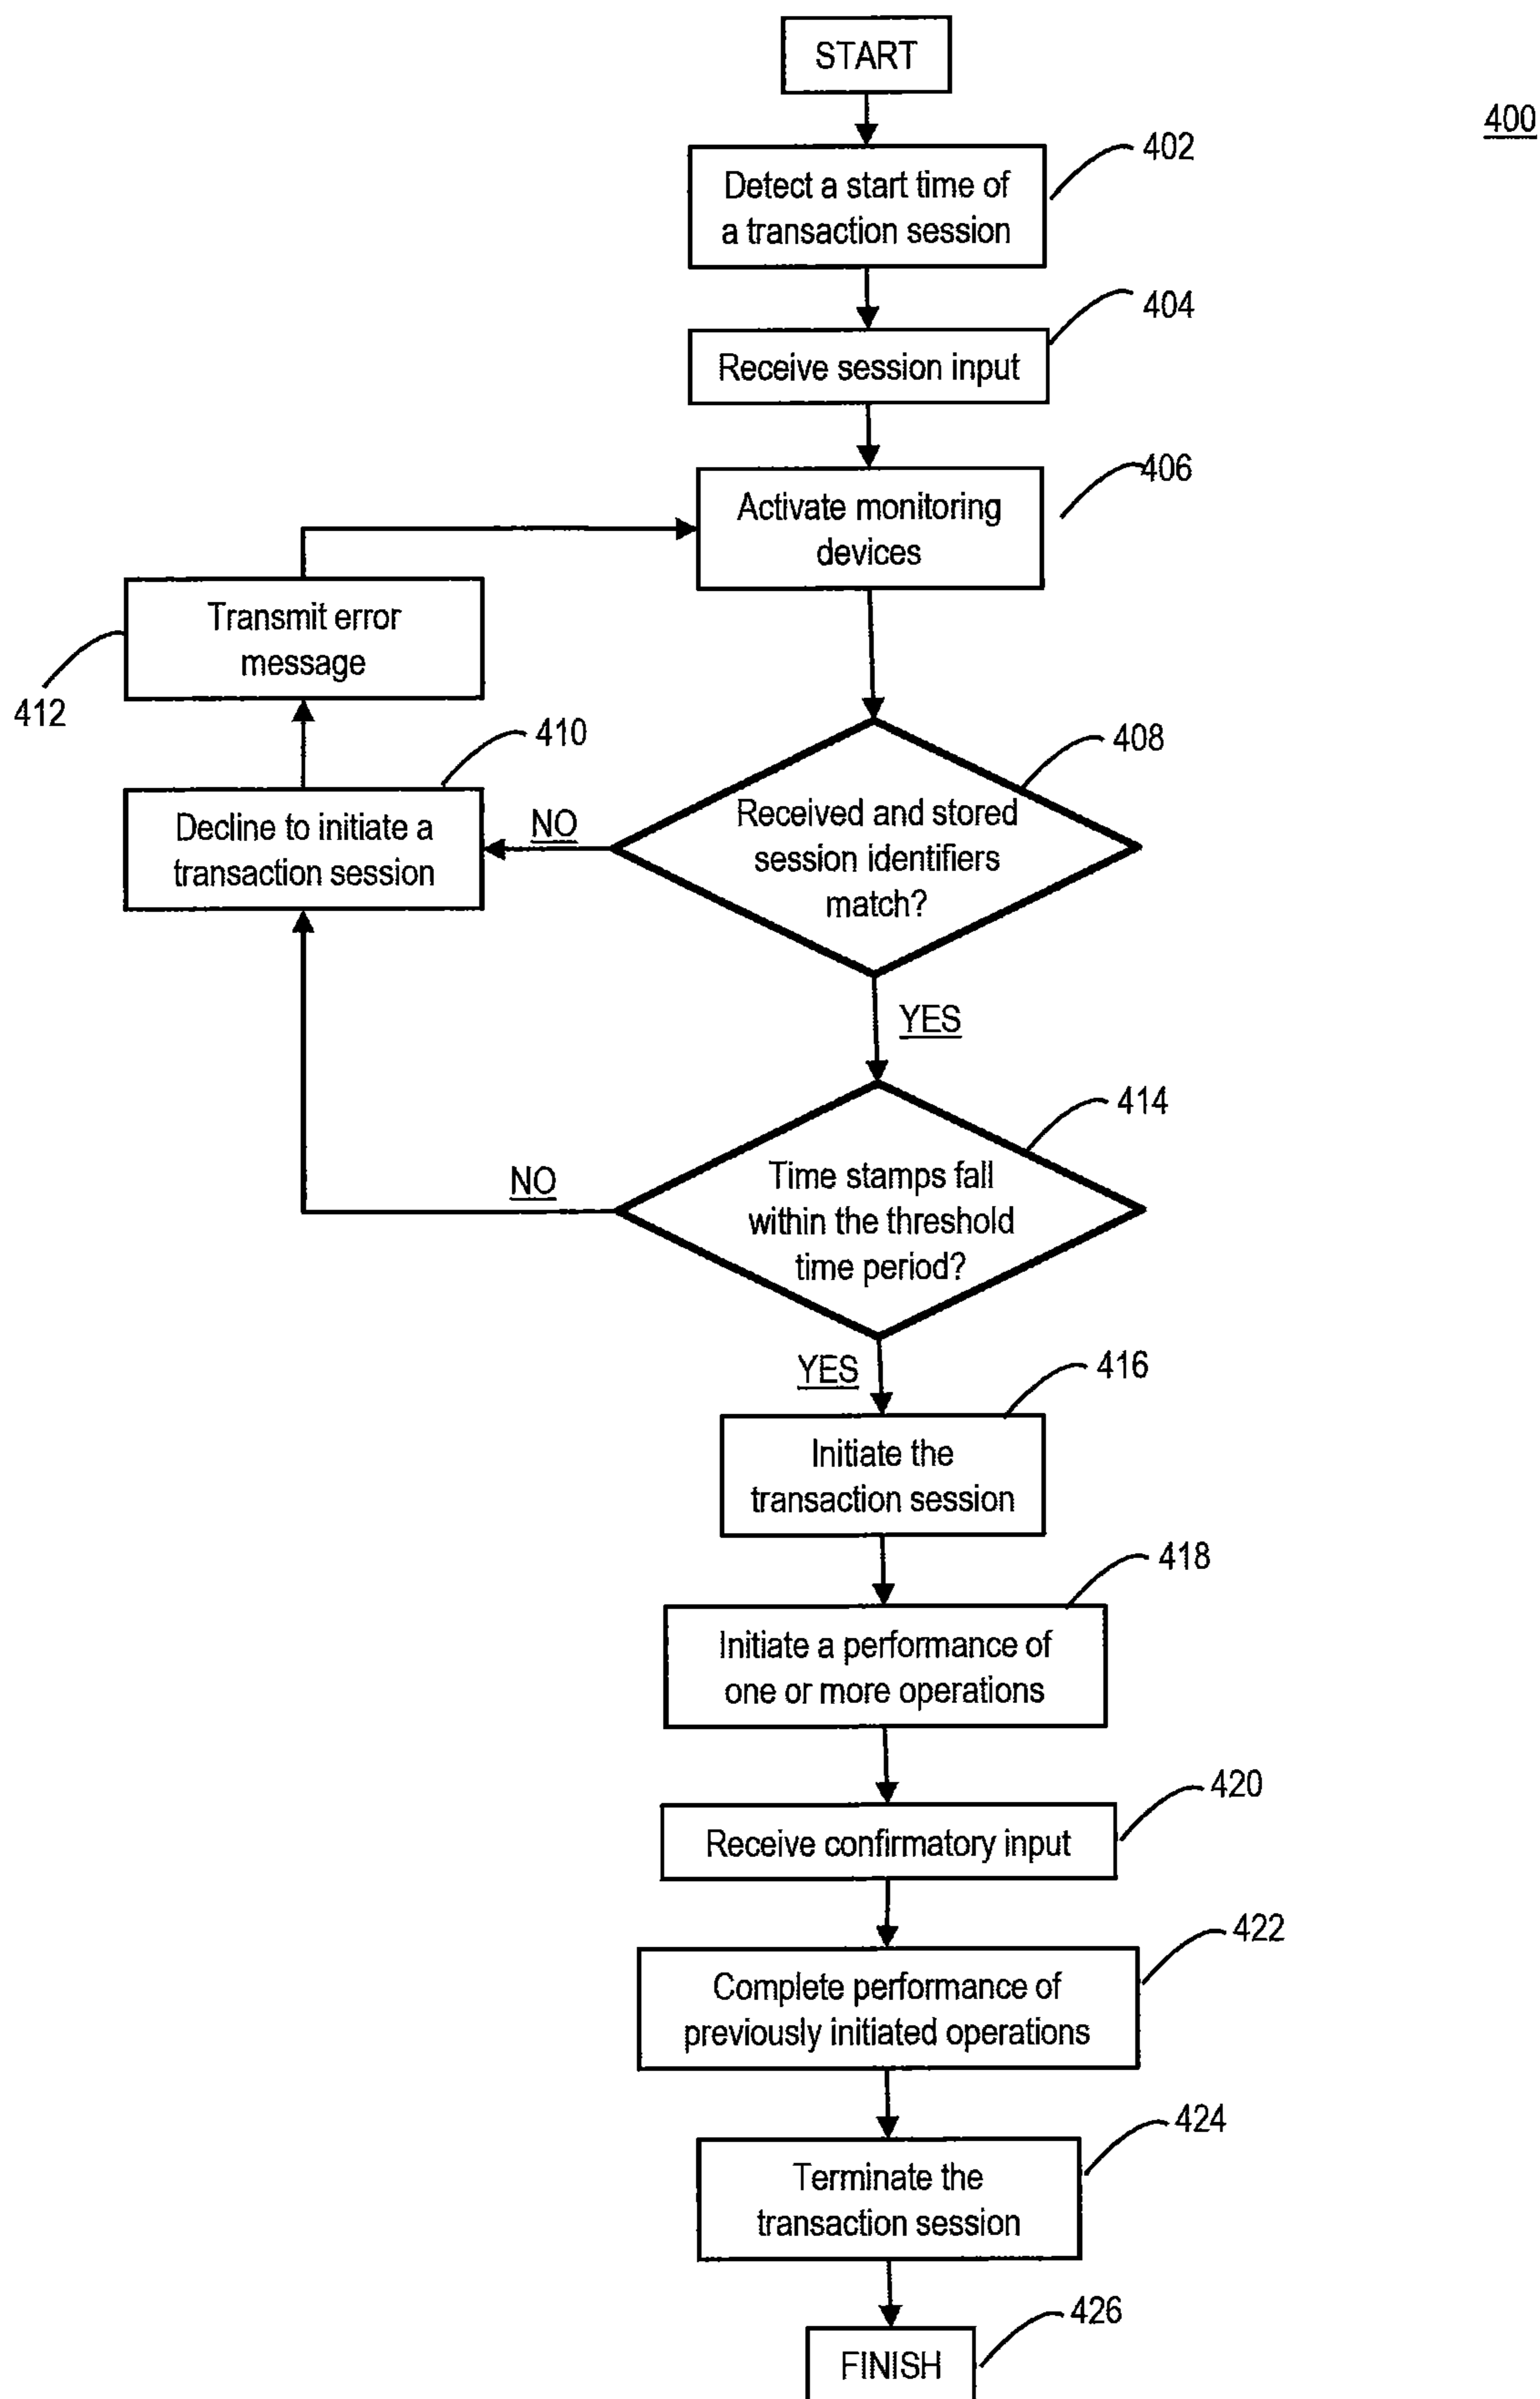 START
400
402
Detect a start time of
a transaction session
404
Receive session input
406
Activate monitoring
devices
Transmit error
message
412
410
408
Decline to initiate a
transaction session
NO
Received and stored
session identifiers
match?
YES
414
NO
Time stamps fall
within the threshold
time period?
YES
416
Initiate the
transaction session
418
Initiate a performance of
one or more operations
420
Receive confirmatory input
422
Complete performance of
previously initiated operations
424
Terminate the
transaction session
426
FINISH